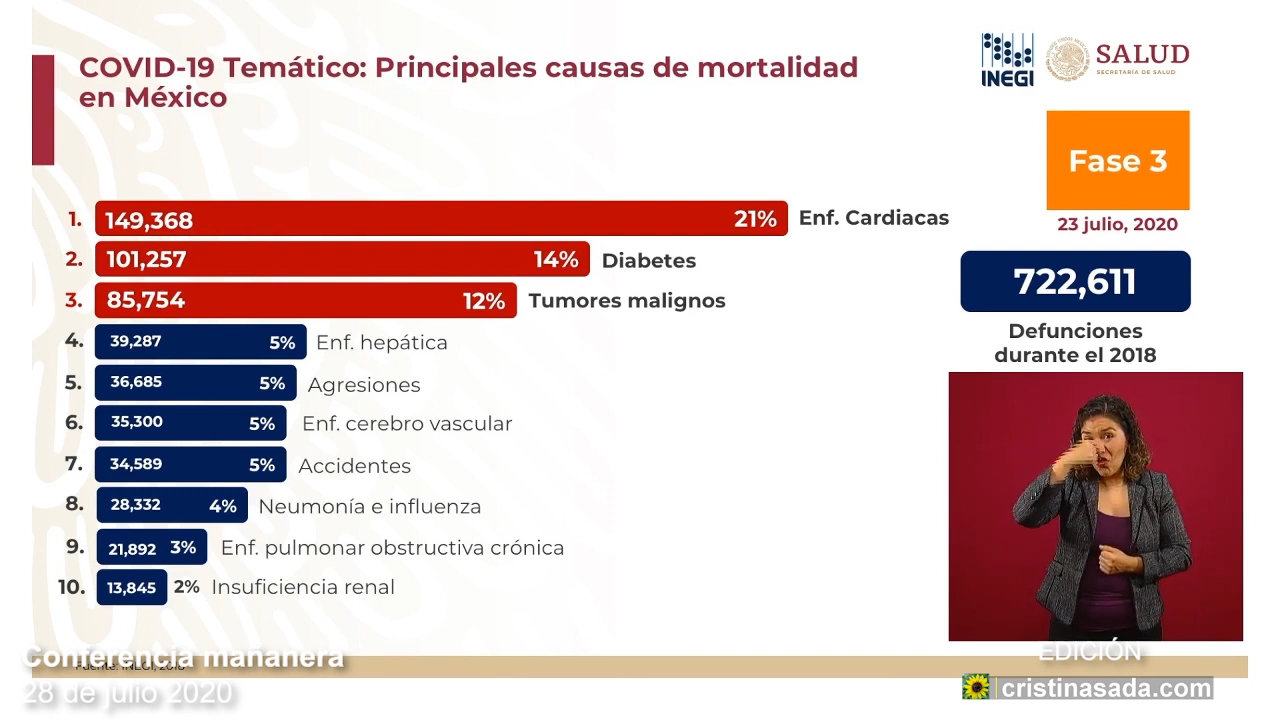 COVID-19 Temático: Principales causas de mortalidad
en México
INEGI
SALUD
SECRETARÍA DE SALUD
Fase 3
23 julio, 2020
722,611
Defunciones
durante el 2018
1. 149,368 21% Enf. Cardiacas
2. 101,257 14% Diabetes
3. 85,754 12% Tumores malignos
4. 39,287 5% Enf. hepática
5. 36,685 5% Agresiones
6. 35,300 5% Enf. cerebro vascular
7. 34,589 5% Accidentes
8. 28,332 4% Neumonía e influenza
9. 21,892 3% Enf. pulmonar obstructiva crónica
10. 13,845 2% Insuficiencia renal
Fuente: INEGI, 2018
Conferencia mañanera
28 de julio 2020
EDICIÓN
cristinasada.com